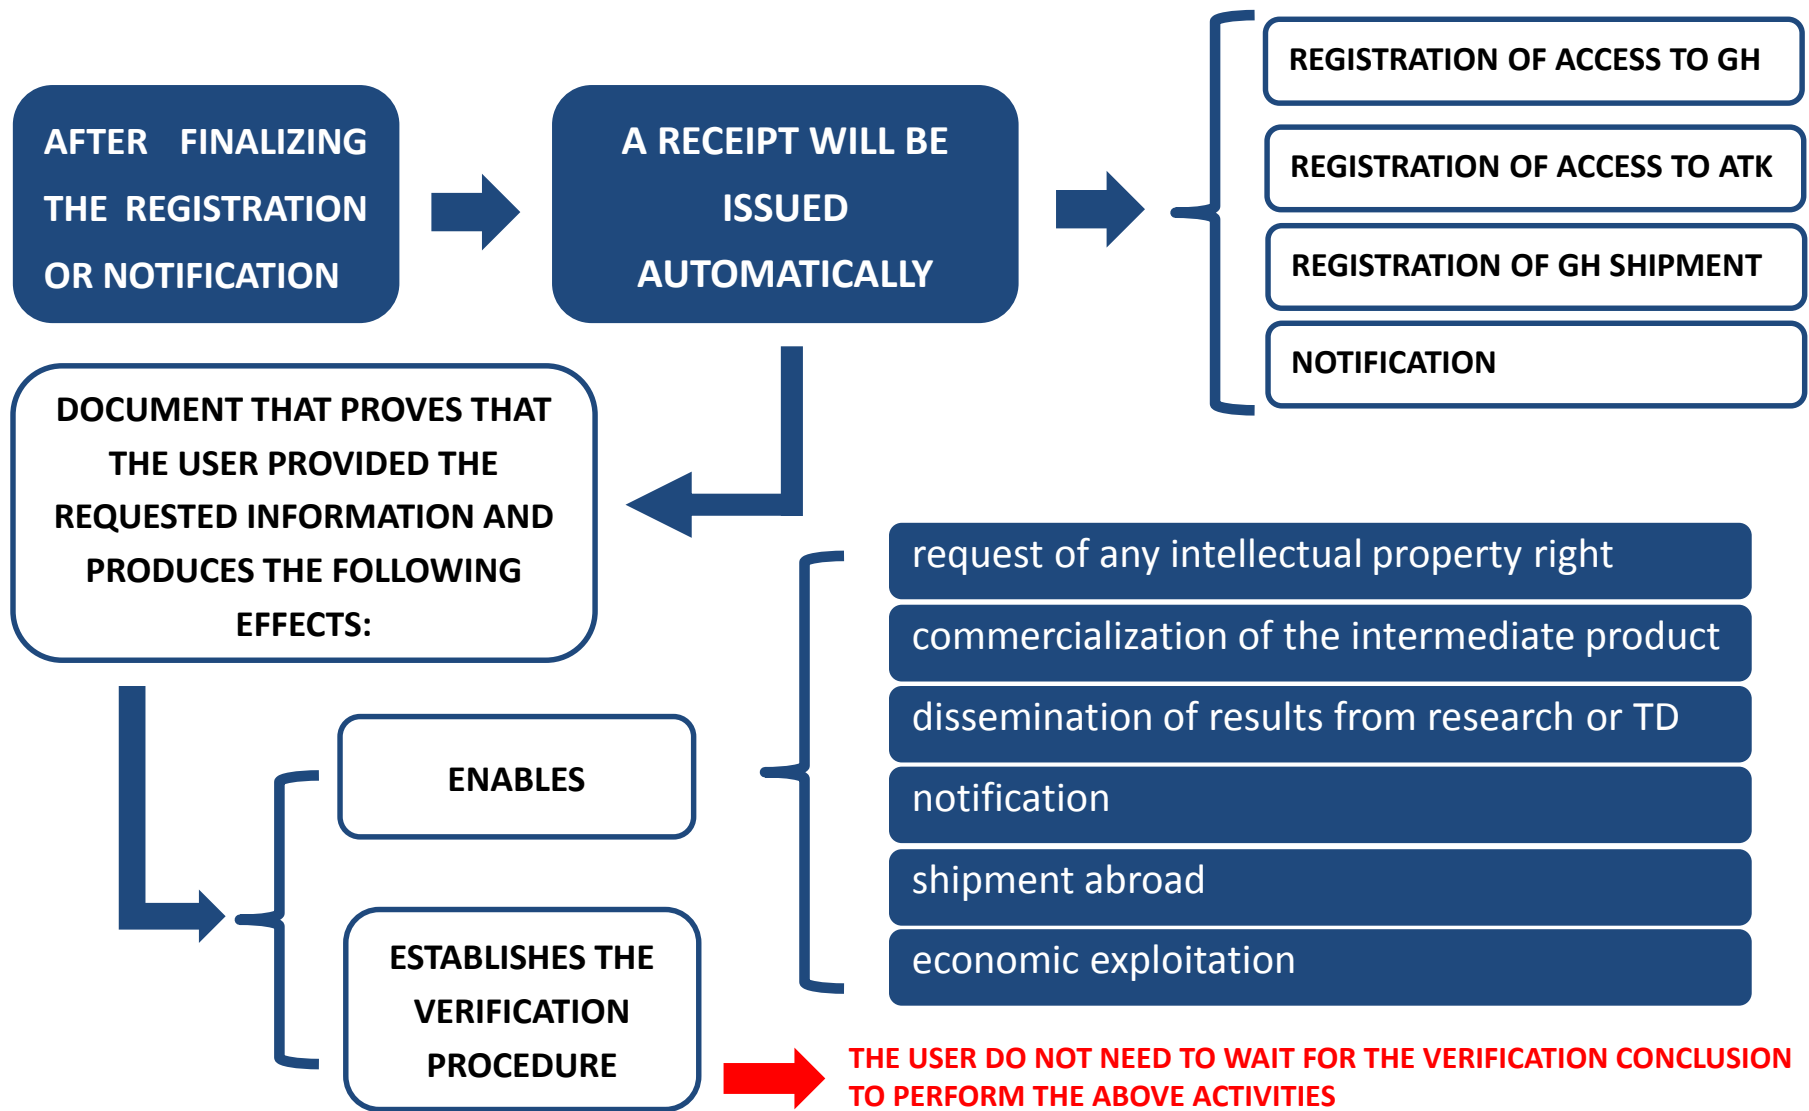 AFTER FINALIZING
THE REGISTRATION
OR NOTIFICATION
A RECEIPT WILL BE
ISSUED
AUTOMATICALLY
REGISTRATION OF ACCESS TO GH
REGISTRATION OF ACCESS TO ATK
REGISTRATION OF GH SHIPMENT
NOTIFICATION
DOCUMENT THAT PROVES THAT
THE USER PROVIDED THE
REQUESTED INFORMATION AND
PRODUCES THE FOLLOWING
EFFECTS:
ENABLES
request of any intellectual property right
commercialization of the intermediate product
dissemination of results from research or TD
notification
shipment abroad
economic exploitation
ESTABLISHES THE
VERIFICATION
PROCEDURE
THE USER DO NOT NEED TO WAIT FOR THE VERIFICATION CONCLUSION
TO PERFORM THE ABOVE ACTIVITIES